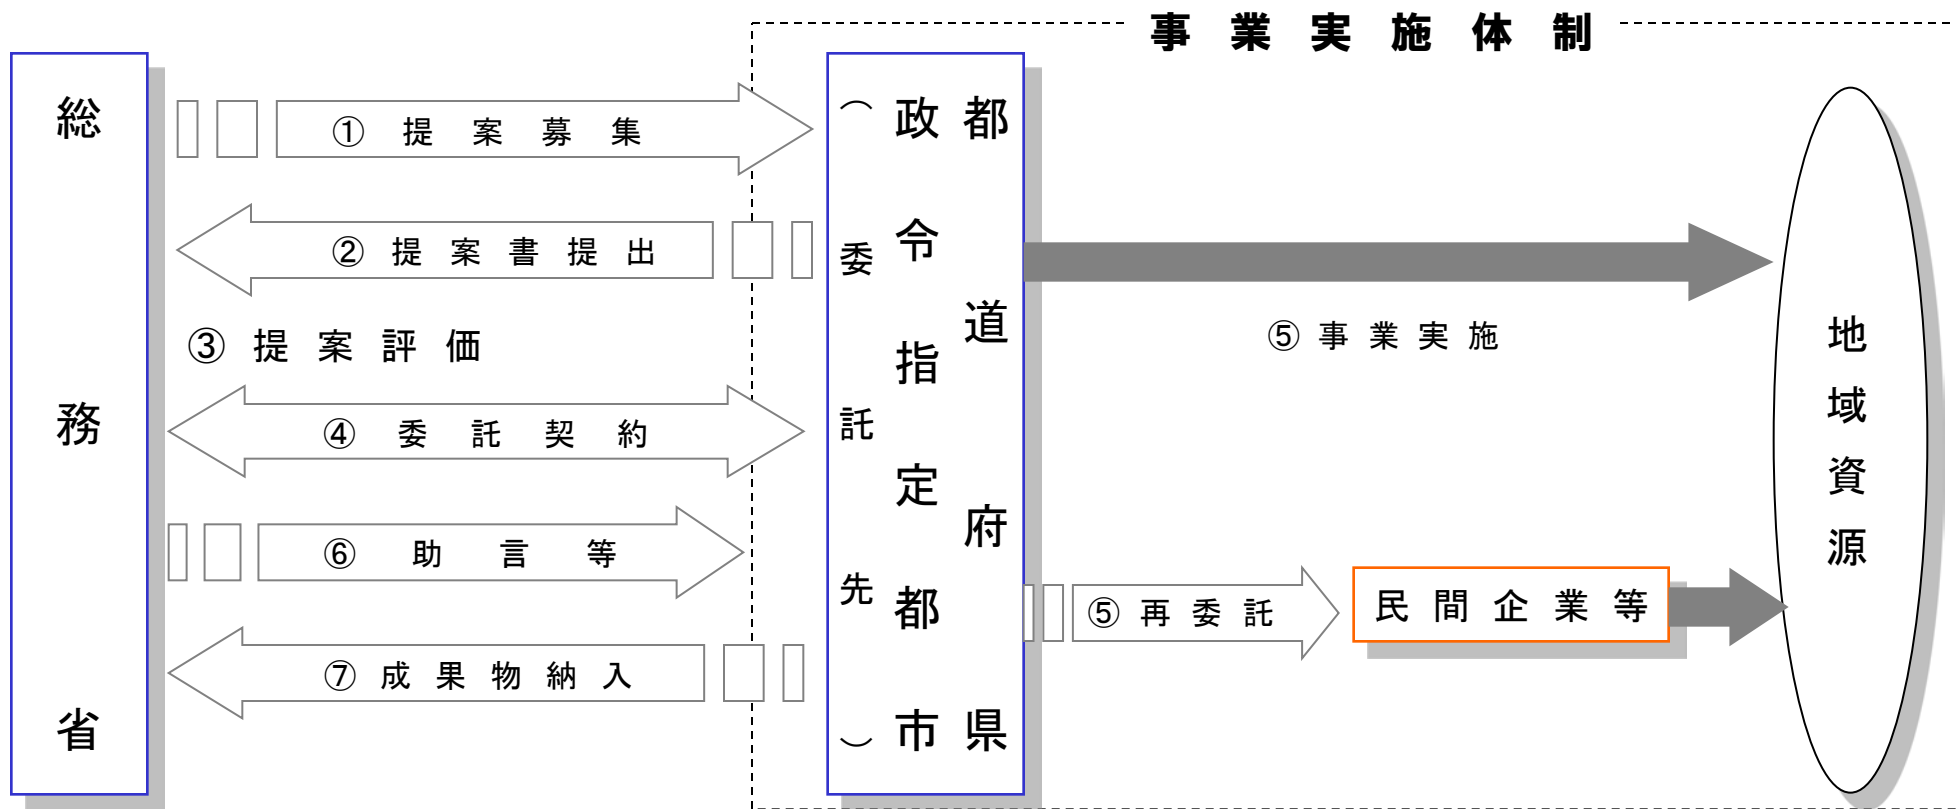 事業実施体制
総務省
① 提案募集
② 提案書提出
③ 提案評価
④ 委託契約
⑥ 助言等
⑦ 成果物納入
都道府県
政令指定都市
（委託先）
⑤ 事業実施
⑤ 再委託
民間企業等
地域資源